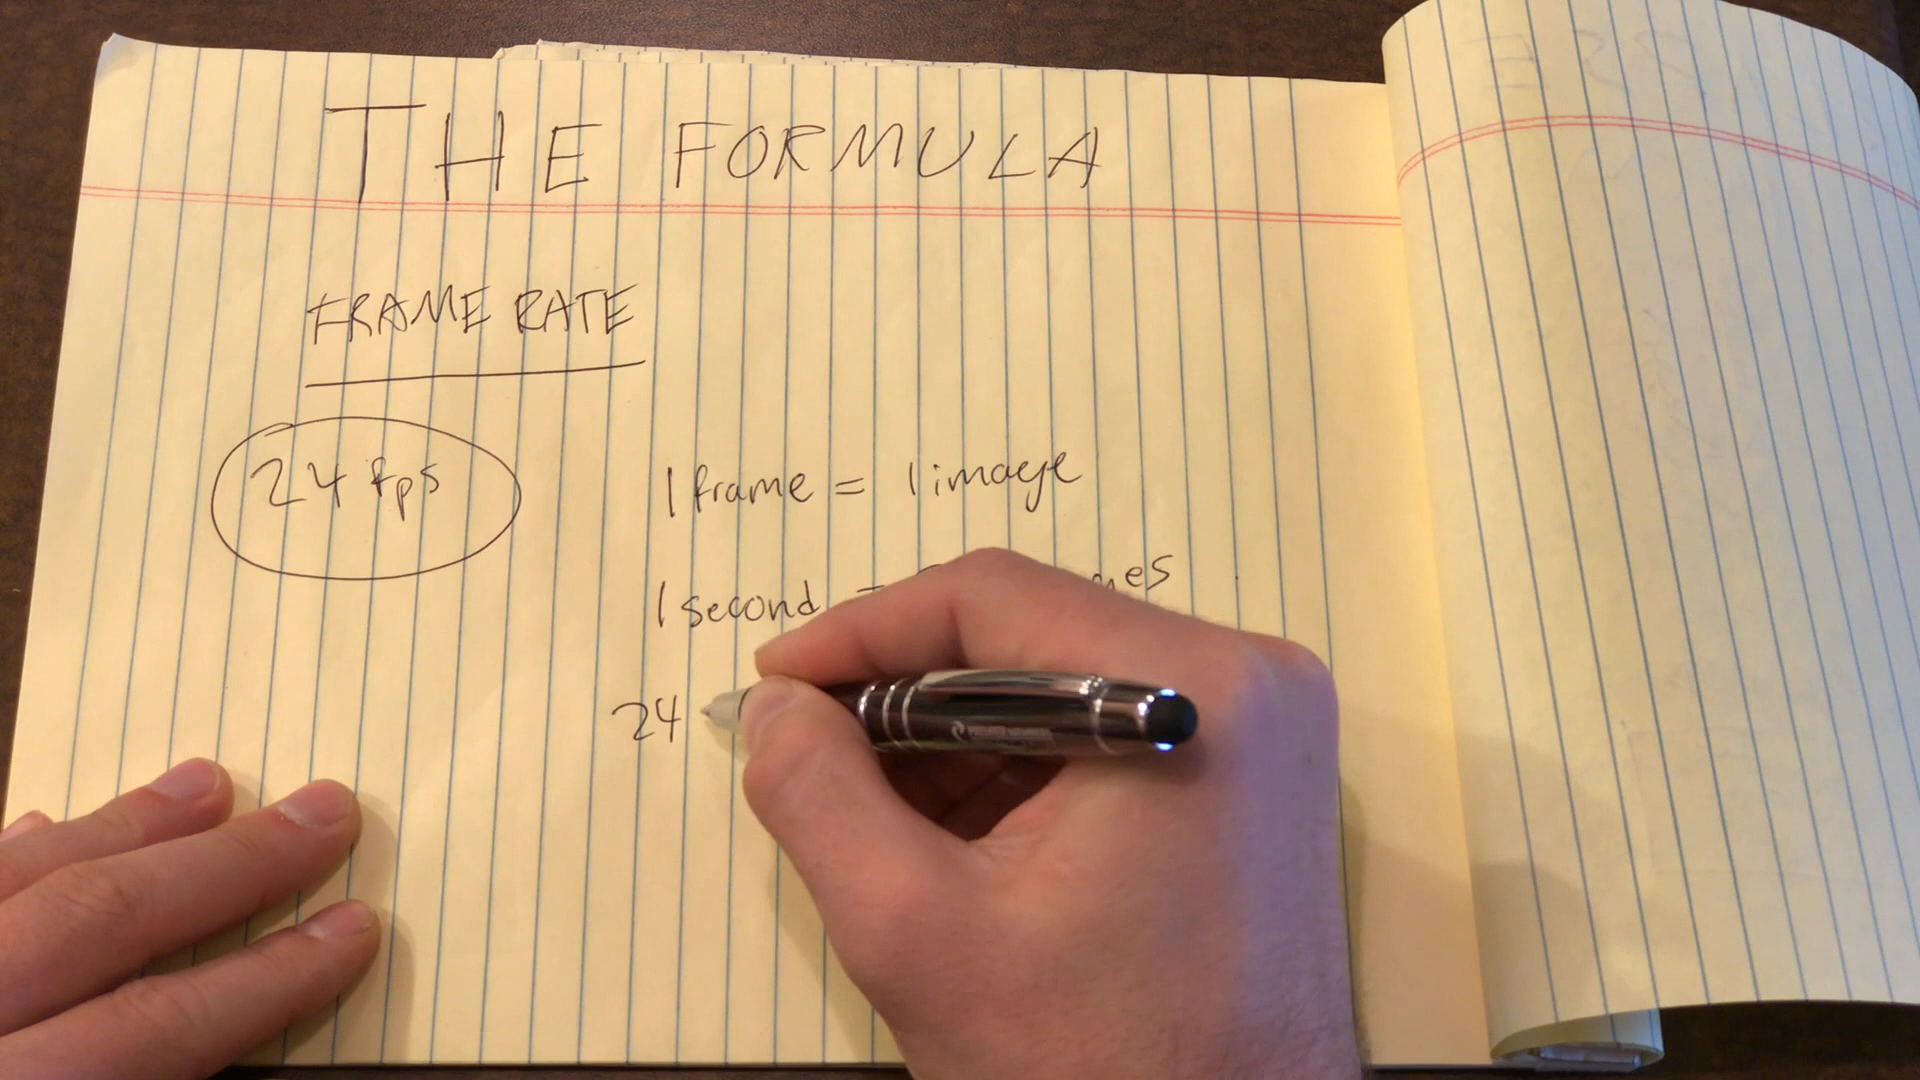 THE FORMULA
FRAME RATE
24 fps
1 frame = 1 image
1 second =
24